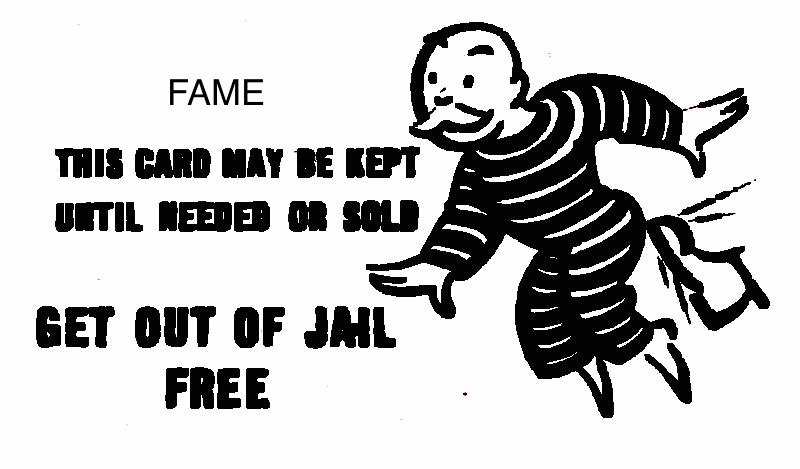 FAME
THIS CARD MAY BE KEPT
UNTIL NEEDED OR SOLD
GET OUT OF JAIL
FREE